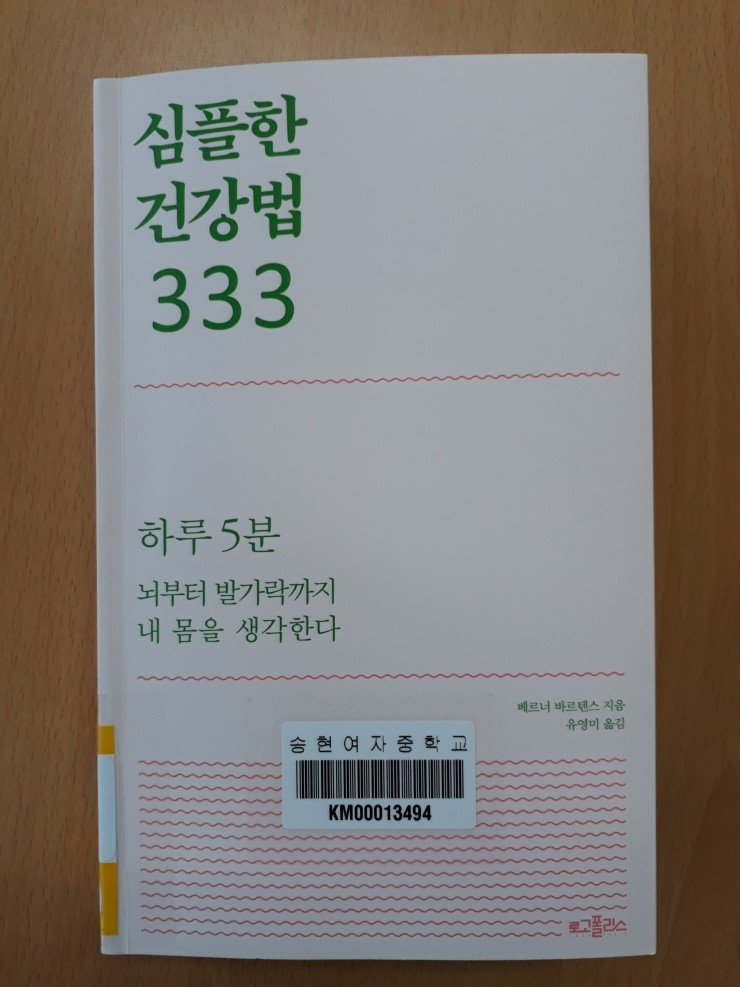 심플한
건강법
333
하루 5분
뇌부터 발가락까지
내 몸을 생각한다
베르너 바르텐스 지음
유영미 옮김
송현여자중학교
KM00013494
로고폴리스